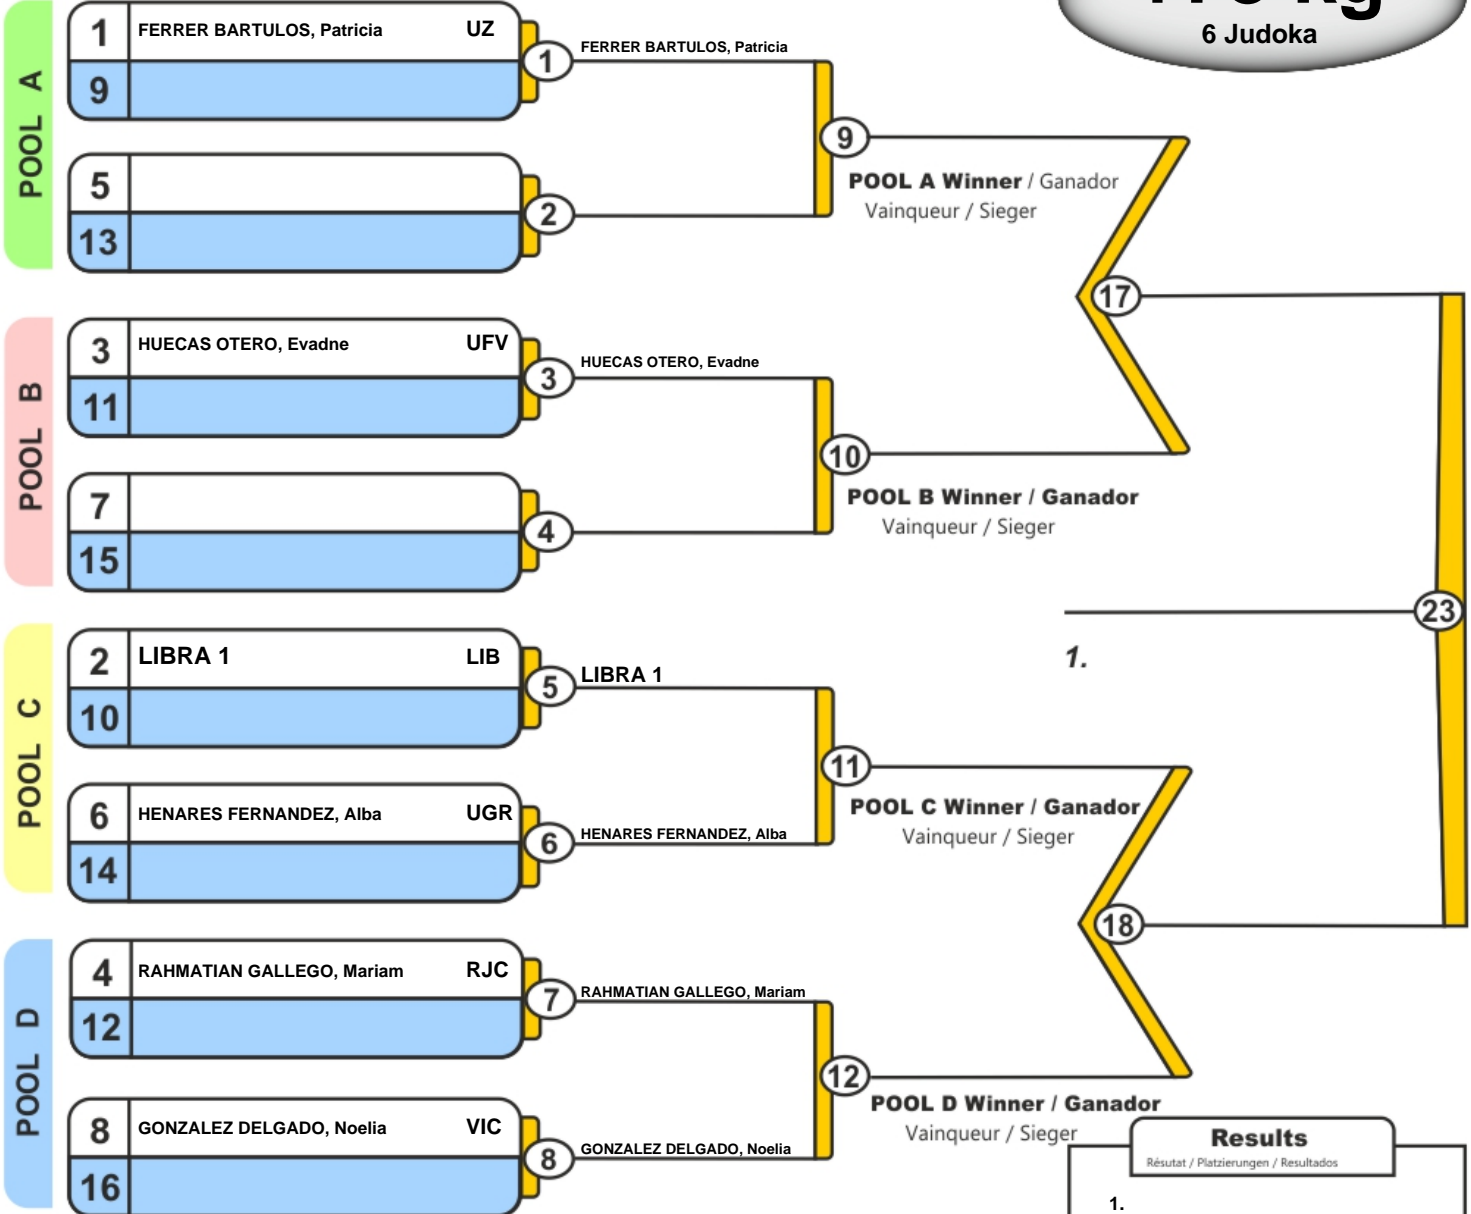 6 Judoka
POOL A
1 FERRER BARTULOS, Patricia UZ
9
1
FERRER BARTULOS, Patricia
5
13
2
9
POOL A Winner / Ganador
Vainqueur / Sieger
POOL B
3 HUECAS OTERO, Evadne UFV
11
3
HUECAS OTERO, Evadne
7
15
4
10
POOL B Winner / Ganador
Vainqueur / Sieger
17
POOL C
2 LIBRA 1 LIB
10
5
LIBRA 1
6 HENARES FERNANDEZ, Alba UGR
14
6
HENARES FERNANDEZ, Alba
11
POOL C Winner / Ganador
Vainqueur / Sieger
POOL D
4 RAHMATIAN GALLEGO, Mariam RJC
12
7
RAHMATIAN GALLEGO, Mariam
8 GONZALEZ DELGADO, Noelia VIC
16
8
GONZALEZ DELGADO, Noelia
12
POOL D Winner / Ganador
Vainqueur / Sieger
18
23
1.
Results
Résutat / Platzierungen / Resultados
1.